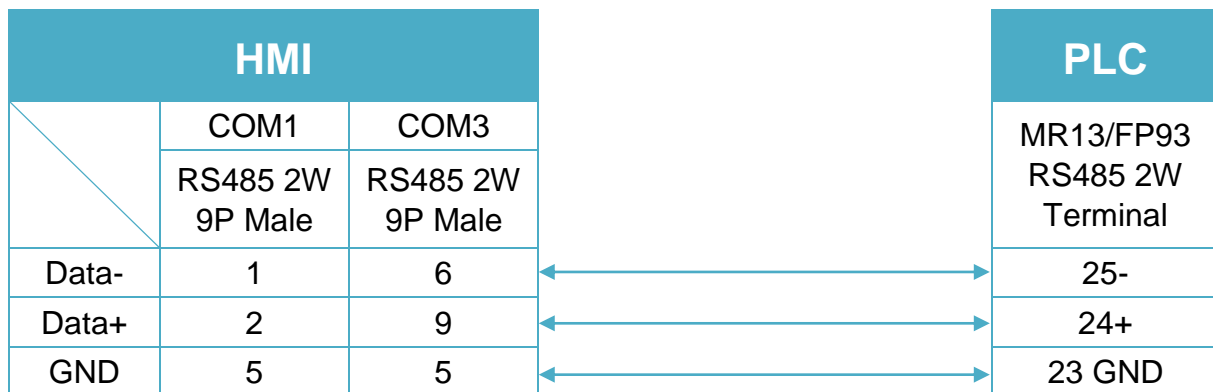 HMI PLC
COM1 COM3
MR13/FP93
RS485 2W
Terminal
RS485 2W
9P Male
RS485 2W
9P Male
Data- 1 6 25-
Data+ 2 9 24+
GND 5 5 23 GND